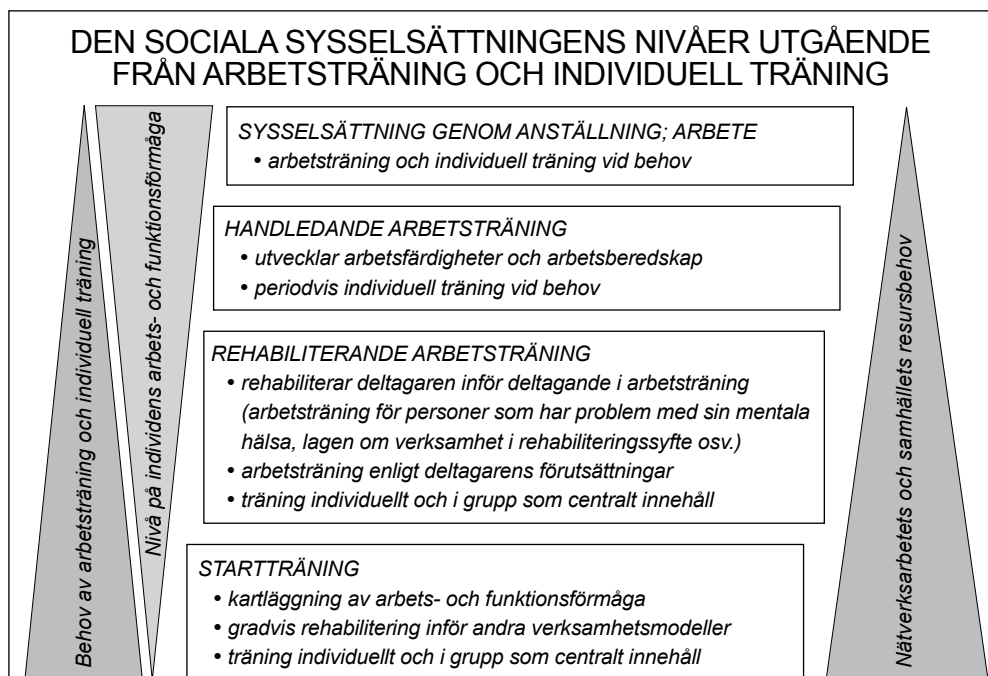 DEN SOCIALA SYSSELSÄTTNINGENS NIVÅER UTGÅENDE
FRÅN ARBETSTRÄNING OCH INDIVIDUELL TRÄNING
Behov av arbetsträning och individuell träning
Nivå på individens arbets- och funktionsförmåga
SYSSELSÄTTNING GENOM ANSTÄLLNING; ARBETE
• arbetsträning och individuell träning vid behov
HANDLEDANDE ARBETSTRÄNING
• utvecklar arbetsfärdigheter och arbetsberedskap
• periodvis individuell träning vid behov
REHABILITERANDE ARBETSTRÄNING
• rehabiliterar deltagaren inför deltagande i arbetsträning
(arbetsträning för personer som har problem med sin mentala
hälsa, lagen om verksamhet i rehabiliteringssyfte osv.)
• arbetsträning enligt deltagarens förutsättningar
• träning individuellt och i grupp som centralt innehåll
STARTTRÄNING
• kartläggning av arbets- och funktionsförmåga
• gradvis rehabilitering inför andra verksamhetsmodeller
• träning individuellt och i grupp som centralt innehåll
Nätverksarbetets och samhällets resursbehov